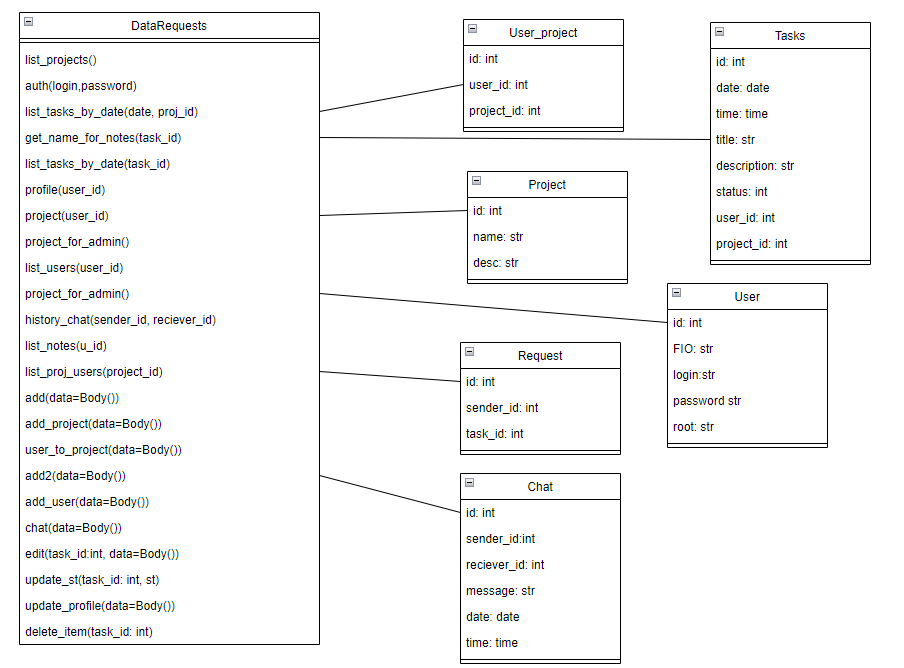 DataRequests
list_projects()
auth(login,password)
list_tasks_by_date(date, proj_id)
get_name_for_notes(task_id)
list_tasks_by_date(task_id)
profile(user_id)
project(user_id)
project_for_admin()
list_users(user_id)
project_for_admin()
history_chat(sender_id, reciever_id)
list_notes(u_id)
list_proj_users(project_id)
add(data=Body())
add_project(data=Body())
user_to_project(data=Body())
add2(data=Body())
add_user(data=Body())
chat(data=Body())
edit(task_id:int, data=Body())
update_st(task_id: int, st)
update_profile(data=Body())
delete_item(task_id: int)
User_project
id: int
user_id: int
project_id: int
Tasks
id: int
date: date
time: time
title: str
description: str
status: int
user_id: int
project_id: int
Project
id: int
name: str
desc: str
User
id: int
FIO: str
login:str
password str
root: str
Request
id: int
sender_id: int
task_id: int
Chat
id: int
sender_id:int
reciever_id: int
message: str
date: date
time: time